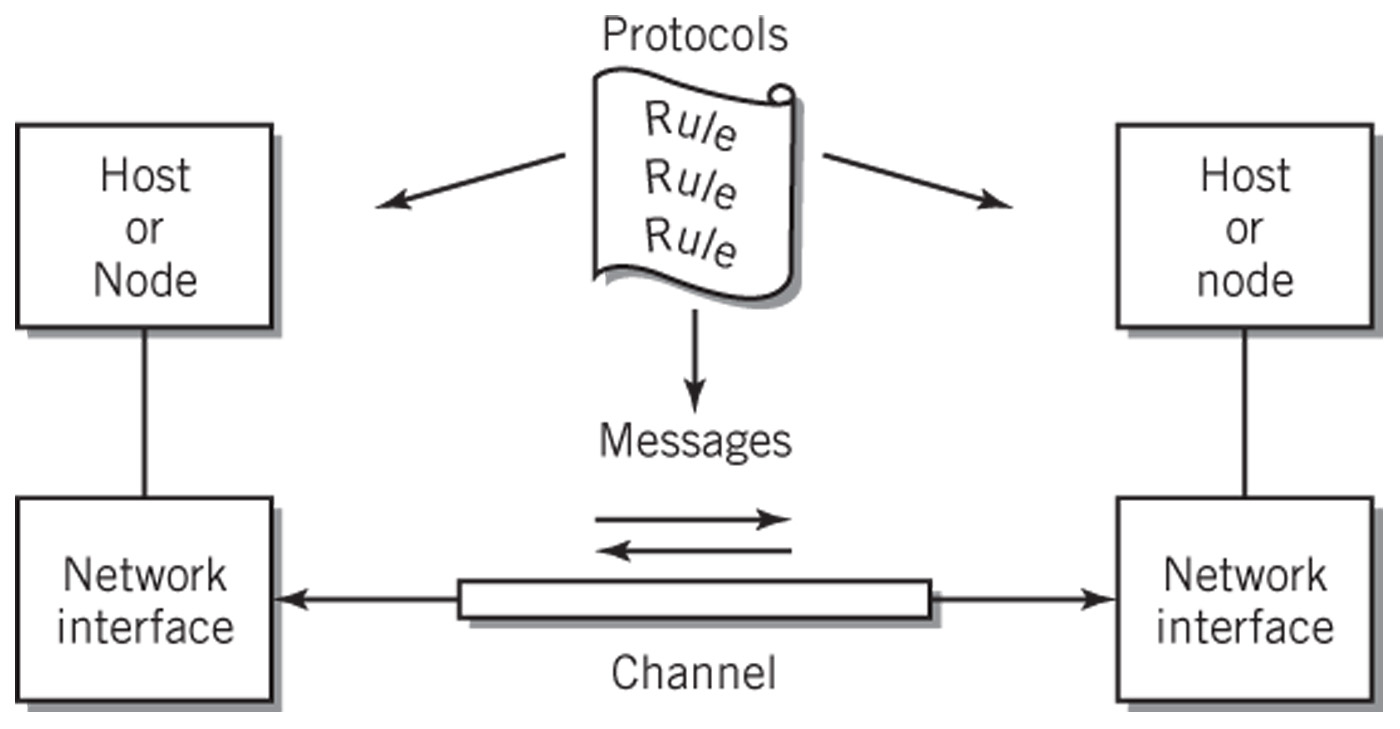 Protocols
Rule
Rule
Rule
Host
or
Node
Host
or
node
Messages
Network
interface
Network
interface
Channel